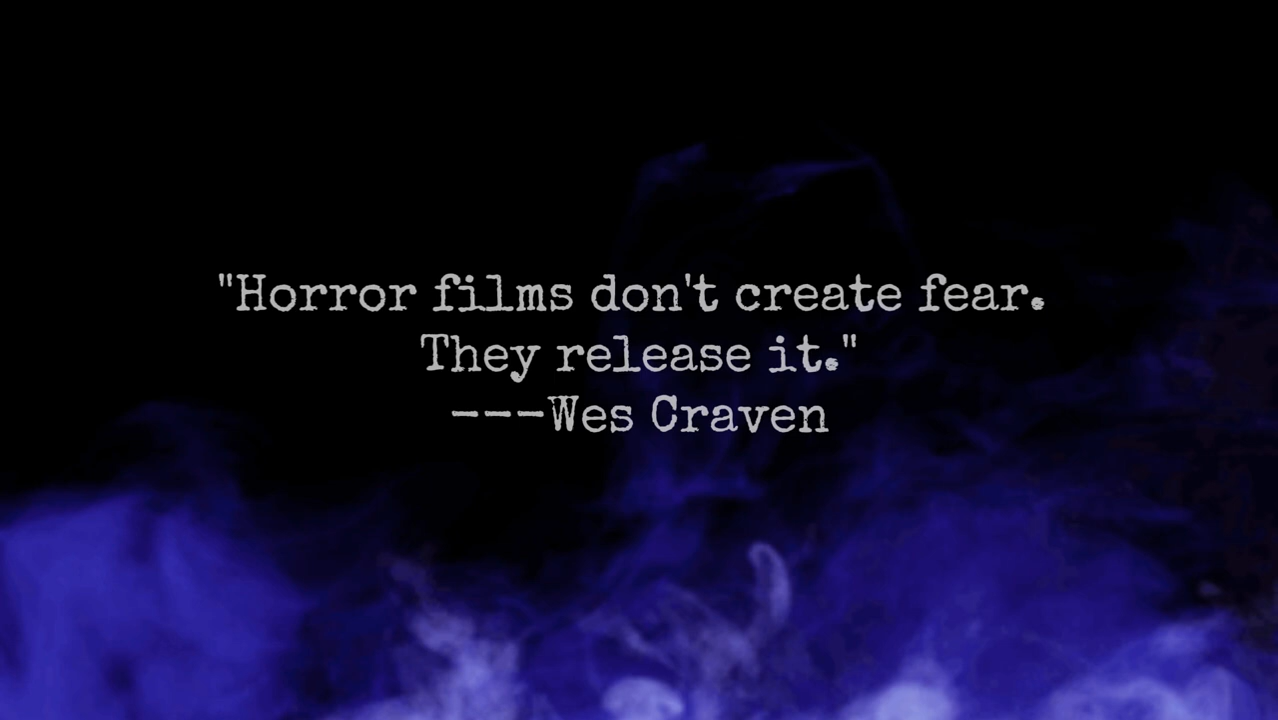 "Horror films don't create fear.
They release it."
---Wes Craven